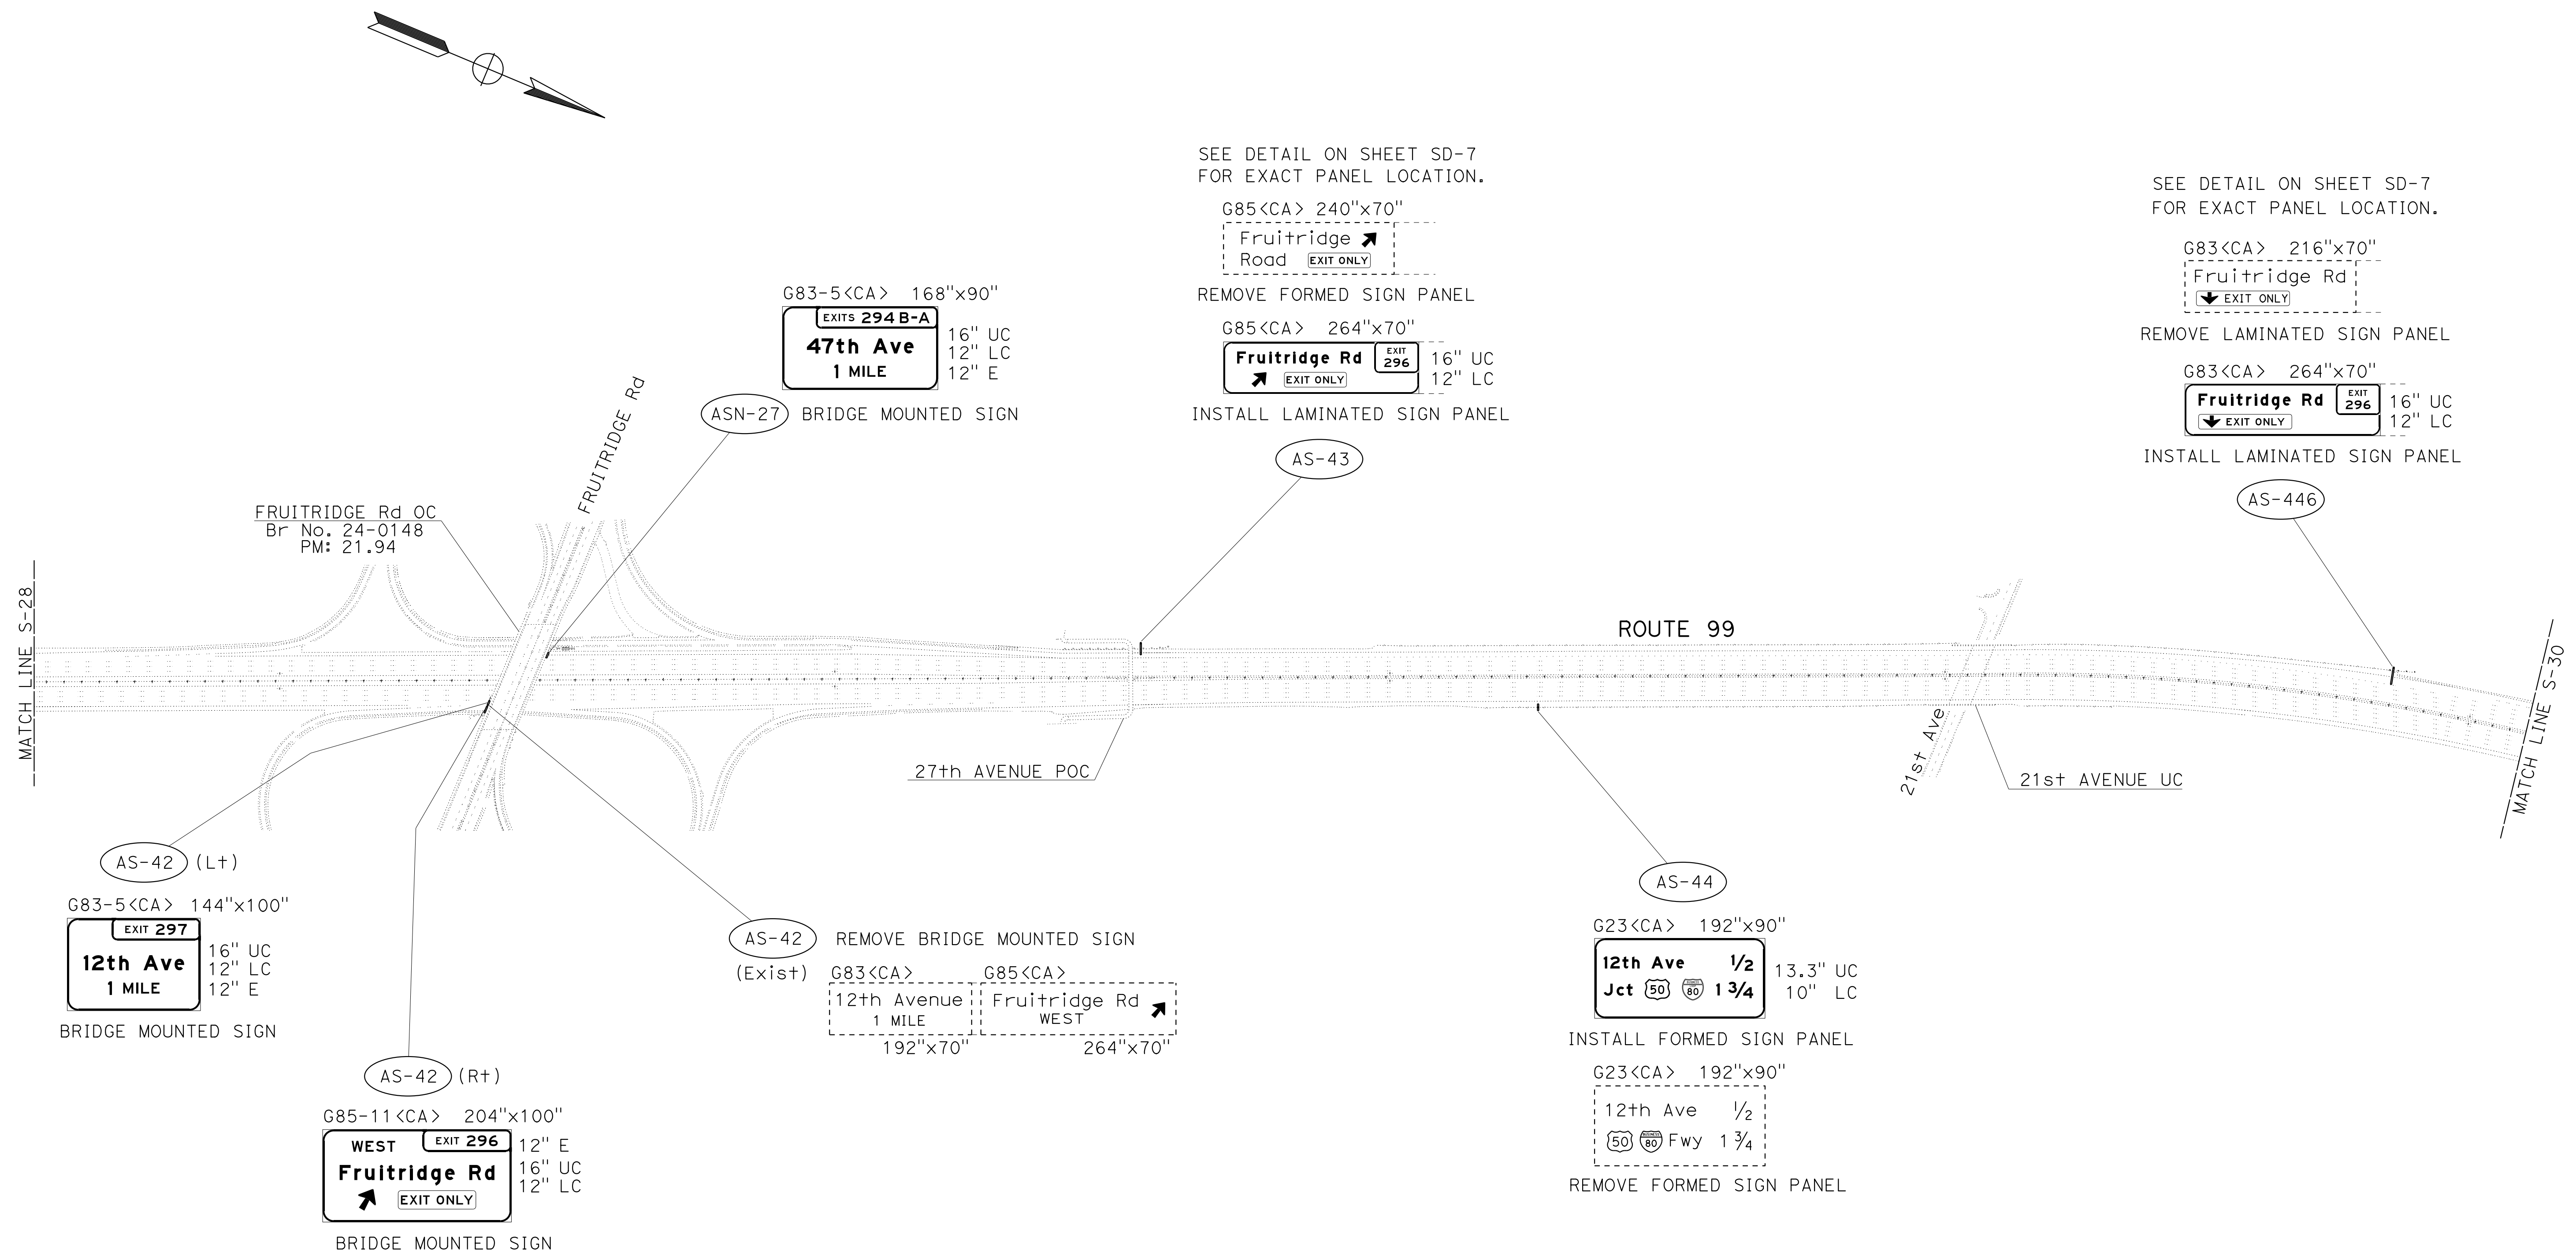 SEE DETAIL ON SHEET SD-7
FOR EXACT PANEL LOCATION.
G85<CA> 240"x70"
Fruitridge
Road EXIT ONLY
REMOVE FORMED SIGN PANEL
G85<CA> 264"x70"
Fruitridge Rd EXIT 296
EXIT ONLY
16" UC
12" LC
INSTALL LAMINATED SIGN PANEL
AS-43
SEE DETAIL ON SHEET SD-7
FOR EXACT PANEL LOCATION.
G83<CA> 216"x70"
Fruitridge Rd
EXIT ONLY
REMOVE LAMINATED SIGN PANEL
G83<CA> 264"x70"
Fruitridge Rd EXIT 296
EXIT ONLY
16" UC
12" LC
INSTALL LAMINATED SIGN PANEL
AS-446
G83-5<CA> 168"x90"
EXITS 294 B-A
47th Ave
1 MILE
16" UC
12" LC
12" E
ASN-27 BRIDGE MOUNTED SIGN
FRUITRIDGE Rd
FRUITRIDGE Rd OC
Br No. 24-0148
PM: 21.94
MATCH LINE S-28
ROUTE 99
MATCH LINE S-30
27th AVENUE POC
21st Ave
21st AVENUE UC
AS-42 (Lt)
G83-5<CA> 144"x100"
EXIT 297
12th Ave
1 MILE
16" UC
12" LC
12" E
BRIDGE MOUNTED SIGN
AS-42 (Rt)
G85-11<CA> 204"x100"
WEST EXIT 296
Fruitridge Rd
EXIT ONLY
12" E
16" UC
12" LC
BRIDGE MOUNTED SIGN
AS-42 REMOVE BRIDGE MOUNTED SIGN
(Exist)
G83<CA> G85<CA>
12th Avenue
1 MILE
Fruitridge Rd
WEST
192"x70" 264"x70"
AS-44
G23<CA> 192"x90"
12th Ave 1/2
Jct 50 80 1 3/4
13.3" UC
10" LC
INSTALL FORMED SIGN PANEL
G23<CA> 192"x90"
12th Ave 1/2
50 BUSINESS 80 Fwy 1 3/4
REMOVE FORMED SIGN PANEL